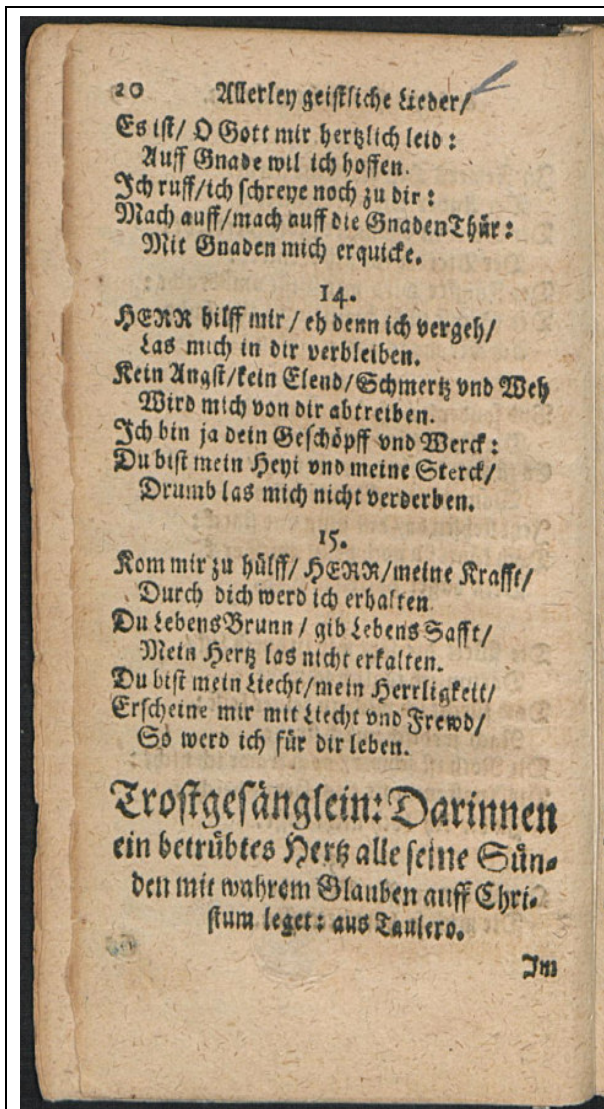 20 Allerley geistliche Lieder/
Es ist/ O Gott mir hertzlich leid:
Auff Gnade wil ich hoffen.
Ich ruff/ich schreye noch zu dir:
Mach auff/mach auff die GnadenThür:
Mit Gnaden mich erquicke.
14.
HERR hilff mir/ eh denn ich vergeh/
Las mich in dir verbleiben.
Kein Angst/kein Elend/Schmertz vnd Weh
Wird mich von dir abtreiben.
Ich bin ja dein Geschöpff vnd Werck:
Du bist mein Heyl vnd meine Sterck/
Drumb las mich nicht verderben.
15.
Kom mir zu hülff/ HERR/meine Krafft/
Durch dich werd ich erhalten
Du LebensBrunn/ gib LebensSafft/
Mein Hertz las nicht erkalten.
Du bist mein Liecht/mein Herrligkeit/
Erscheine mir mit Liecht vnd Frewd/
So werd ich für dir leben.
Trostgesänglein: Darinnen
ein betrübtes Hertz alle seine Sün-
den mit wahrem Glauben auff Chri-
stum leget: aus Taulero.
Im